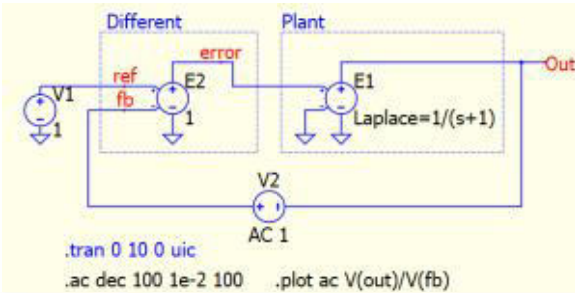 Different
Plant
error
Out
ref
V1
E2
E1
fb
1
1
Laplace=1/(s+1)
V2
AC 1
.tran 0 10 0 uic
.ac dec 100 1e-2 100
.plot ac V(out)/V(fb)